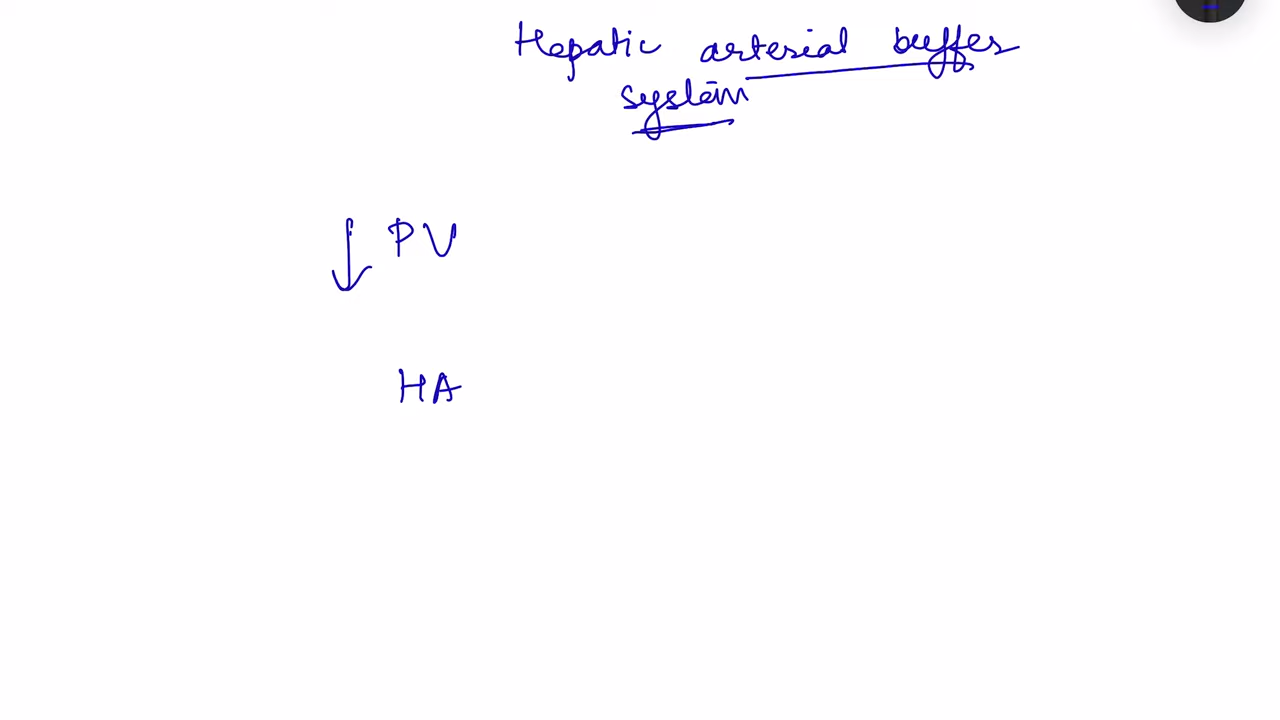 Hepatic arterial buffer
system
↓ PV
HA